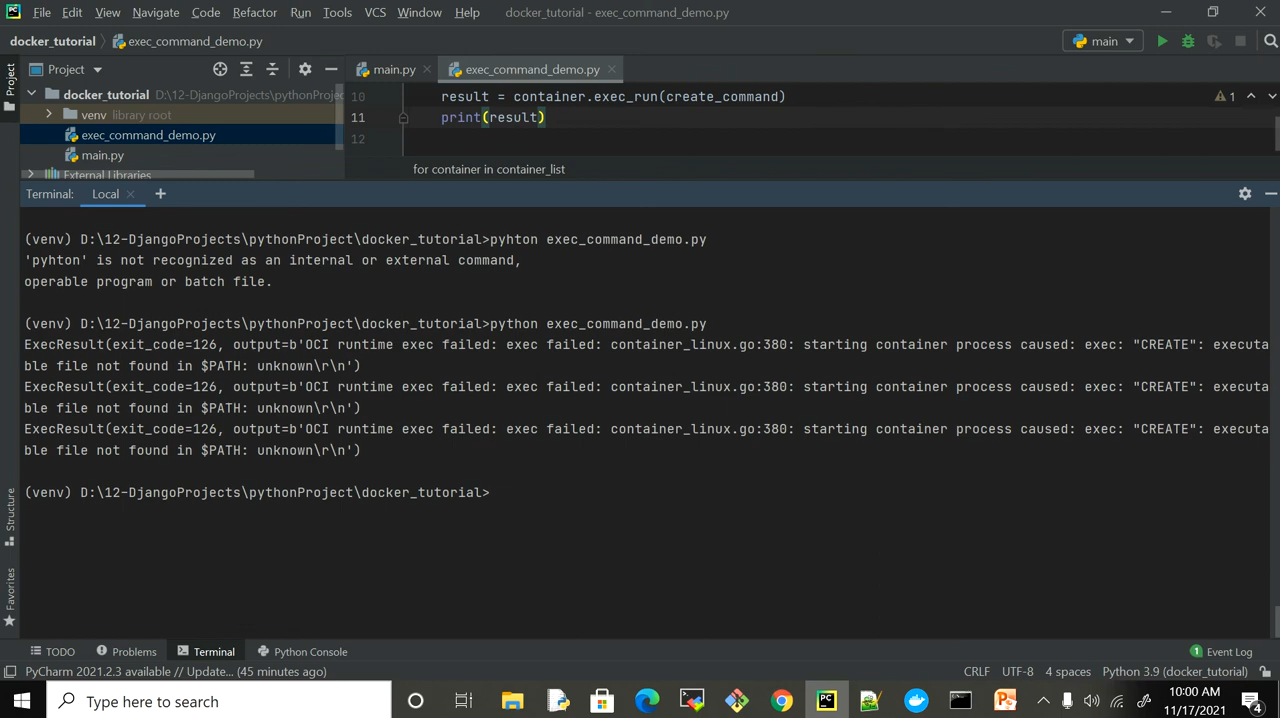 File Edit View Navigate Code Refactor Run Tools VCS Window Help docker_tutorial - exec_command_demo.py
docker_tutorial exec_command_demo.py main
Project Project main.py exec_command_demo.py
docker_tutorial D:\12-DjangoProjects\pythonProject
venv library root
exec_command_demo.py
main.py
External Libraries
10 result = container.exec_run(create_command) 1
11 print(result)
12
for container in container_list
Terminal: Local +
(venv) D:\12-DjangoProjects\pythonProject\docker_tutorial>pyhton exec_command_demo.py
'pyhton' is not recognized as an internal or external command,
operable program or batch file.
(venv) D:\12-DjangoProjects\pythonProject\docker_tutorial>python exec_command_demo.py
ExecResult(exit_code=126, output=b'OCI runtime exec failed: exec failed: container_linux.go:380: starting container process caused: exec: "CREATE": executa
ble file not found in $PATH: unknown\r\n')
ExecResult(exit_code=126, output=b'OCI runtime exec failed: exec failed: container_linux.go:380: starting container process caused: exec: "CREATE": executa
ble file not found in $PATH: unknown\r\n')
ExecResult(exit_code=126, output=b'OCI runtime exec failed: exec failed: container_linux.go:380: starting container process caused: exec: "CREATE": executa
ble file not found in $PATH: unknown\r\n')
(venv) D:\12-DjangoProjects\pythonProject\docker_tutorial>
Structure
Favorites
TODO Problems Terminal Python Console 1 Event Log
PyCharm 2021.2.3 available // Update... (45 minutes ago) CRLF UTF-8 4 spaces Python 3.9 (docker_tutorial)
Type here to search
10:00 AM
11/17/2021
4